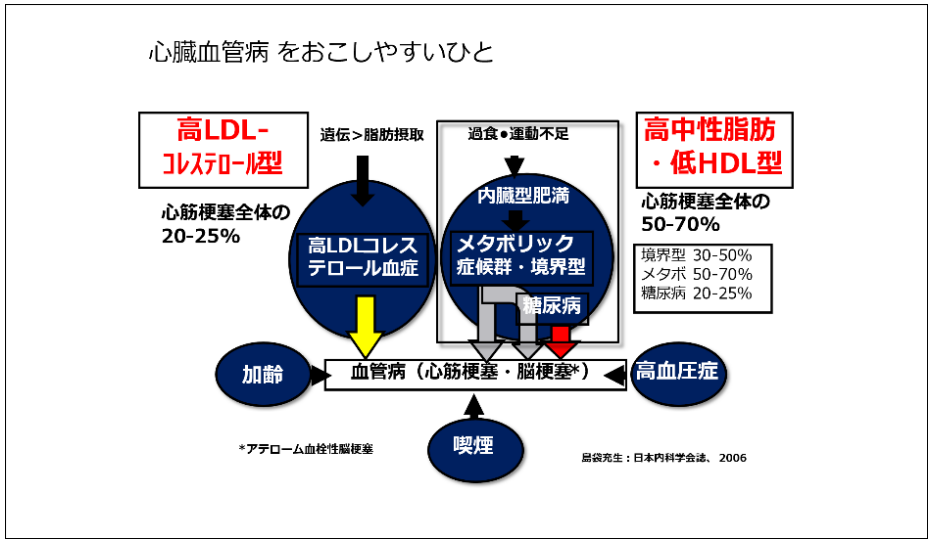 心臓血管病 をおこしやすいひと
高LDL-
ｺﾚｽﾃﾛｰﾙ型
遺伝>脂肪摂取
過食●運動不足
高中性脂肪
・低HDL型
心筋梗塞全体の
20-25%
内臓型肥満
心筋梗塞全体の
50-70%
高LDLコレス
テロール血症
メタボリック
症候群・境界型
境界型 30-50%
メタボ 50-70%
糖尿病 20-25%
糖尿病
加齢
血管病（心筋梗塞・脳梗塞*）
高血圧症
喫煙
*アテローム血栓性脳梗塞
島袋充生：日本内科学会誌、2006